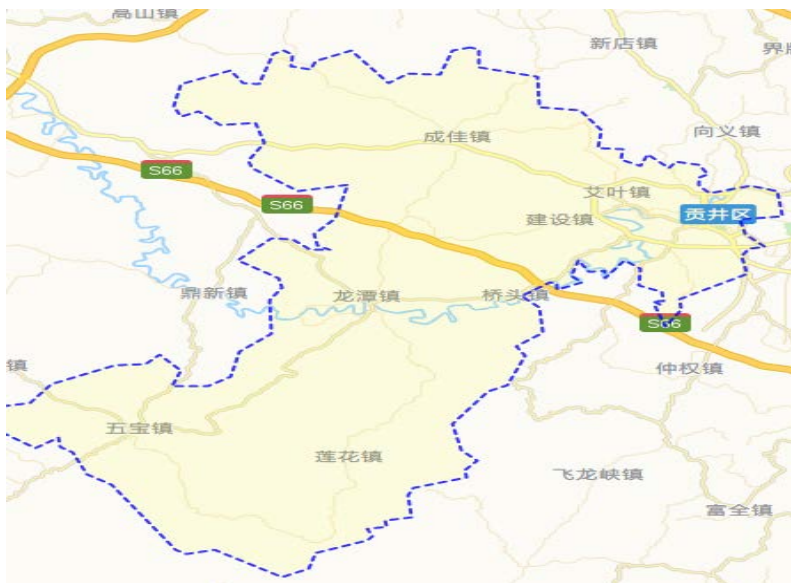 高山镇
新店镇
界牌
向义镇
成佳镇
S66
艾叶镇
S66
贡井区
建设镇
鼎新镇
龙潭镇
桥头镇
S66
镇
仲权镇
五宝镇
莲花镇
飞龙峡镇
富全镇